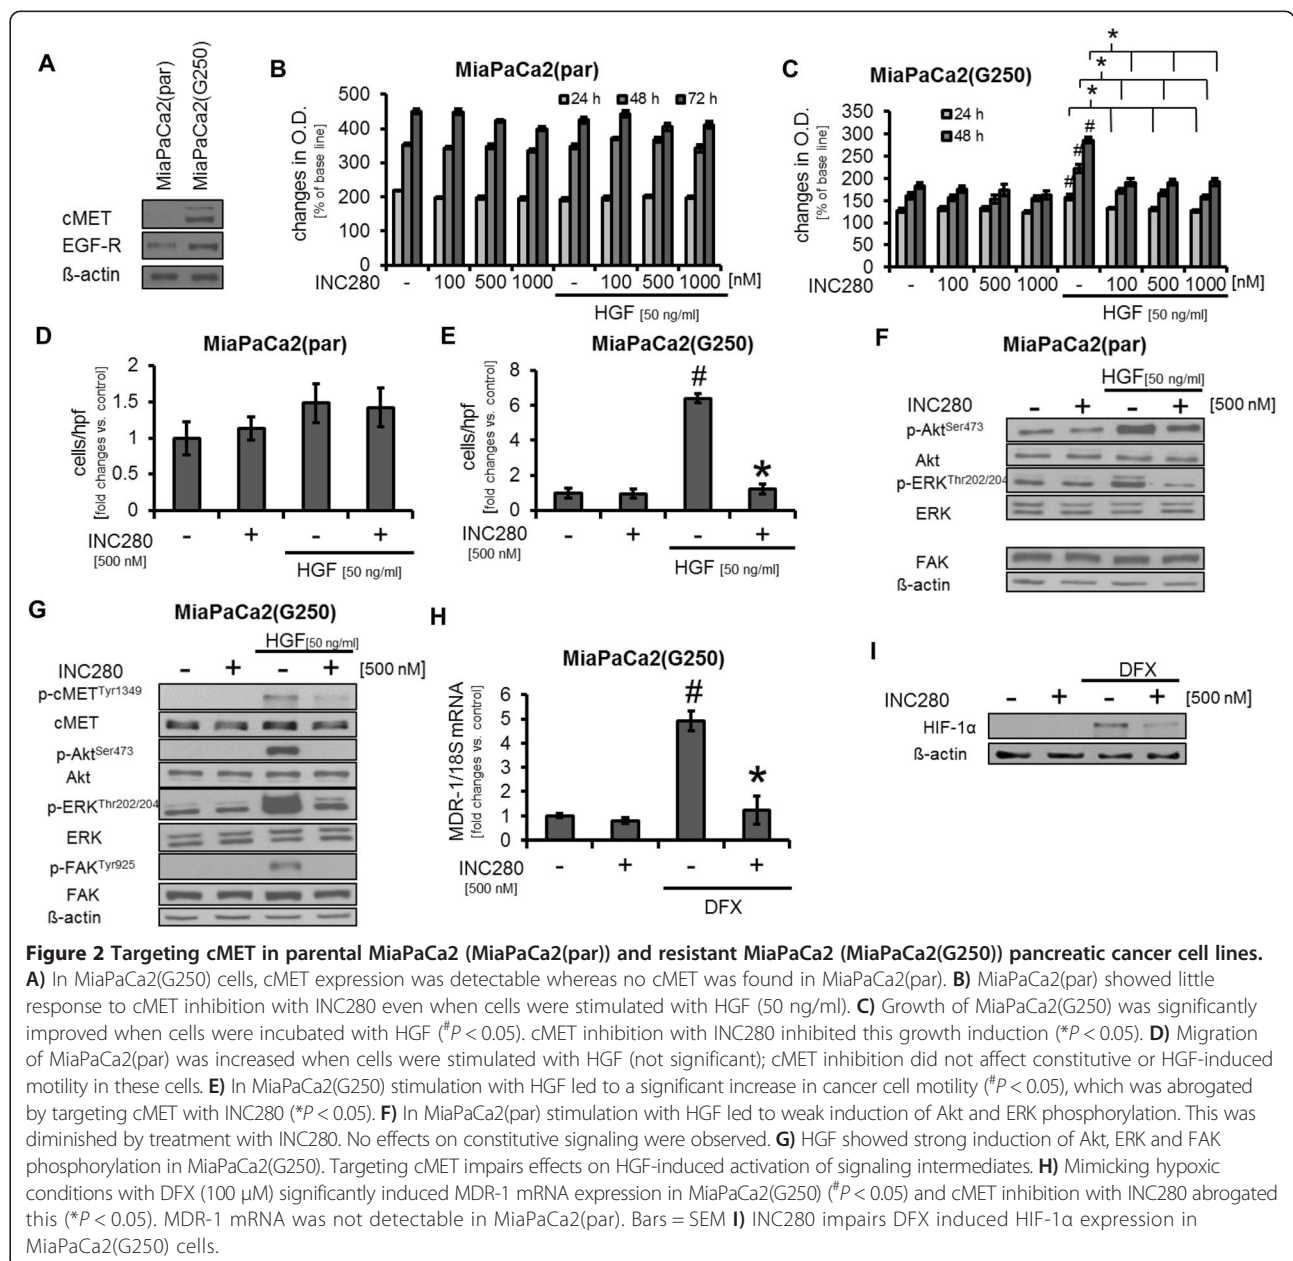 A
MiaPaCa2(par)
MiaPaCa2(G250)
cMET
EGF-R
ß-actin
B
MiaPaCa2(par)
24 h 48 h 72 h
changes in O.D.
[% of base line]
500
400
300
200
100
0
INC280 - 100 500 1000 - 100 500 1000 [nM]
HGF [50 ng/ml]
C
MiaPaCa2(G250)
24 h
48 h
changes in O.D.
[% of base line]
350
300
250
200
150
100
50
0
*
*
*
# # #
INC280 - 100 500 1000 - 100 500 1000 [nM]
HGF [50 ng/ml]
D
MiaPaCa2(par)
cells/hpf
[fold changes vs. control]
2
1.5
1
0.5
0
INC280 - + - +
[500 nM]
HGF [50 ng/ml]
E
MiaPaCa2(G250)
cells/hpf
[fold changes vs. control]
8
6
4
2
0
#
*
INC280 - + - +
[500 nM]
HGF [50 ng/ml]
F
MiaPaCa2(par)
HGF[50 ng/ml]
INC280 - + - + [500 nM]
p-AktSer473
Akt
p-ERKThr202/204
ERK
FAK
ß-actin
G
MiaPaCa2(G250)
HGF[50 ng/ml]
INC280 - + - + [500 nM]
p-cMETTyr1349
cMET
p-AktSer473
Akt
p-ERKThr202/204
ERK
p-FAKTyr925
FAK
ß-actin
H
MiaPaCa2(G250)
MDR-1/18S mRNA
[fold changes vs. control]
6
5
4
3
2
1
0
#
*
INC280 - + - +
[500 nM]
DFX
I
DFX
INC280 - + - + [500 nM]
HIF-1α
ß-actin
Figure 2 Targeting cMET in parental MiaPaCa2 (MiaPaCa2(par)) and resistant MiaPaCa2 (MiaPaCa2(G250)) pancreatic cancer cell lines.
A) In MiaPaCa2(G250) cells, cMET expression was detectable whereas no cMET was found in MiaPaCa2(par). B) MiaPaCa2(par) showed little
response to cMET inhibition with INC280 even when cells were stimulated with HGF (50 ng/ml). C) Growth of MiaPaCa2(G250) was significantly
improved when cells were incubated with HGF (#P < 0.05). cMET inhibition with INC280 inhibited this growth induction (*P < 0.05). D) Migration
of MiaPaCa2(par) was increased when cells were stimulated with HGF (not significant); cMET inhibition did not affect constitutive or HGF-induced
motility in these cells. E) In MiaPaCa2(G250) stimulation with HGF led to a significant increase in cancer cell motility (#P < 0.05), which was abrogated
by targeting cMET with INC280 (*P < 0.05). F) In MiaPaCa2(par) stimulation with HGF led to weak induction of Akt and ERK phosphorylation. This was
diminished by treatment with INC280. No effects on constitutive signaling were observed. G) HGF showed strong induction of Akt, ERK and FAK
phosphorylation in MiaPaCa2(G250). Targeting cMET impairs effects on HGF-induced activation of signaling intermediates. H) Mimicking hypoxic
conditions with DFX (100 μM) significantly induced MDR-1 mRNA expression in MiaPaCa2(G250) (#P < 0.05) and cMET inhibition with INC280 abrogated
this (*P < 0.05). MDR-1 mRNA was not detectable in MiaPaCa2(par). Bars = SEM I) INC280 impairs DFX induced HIF-1α expression in
MiaPaCa2(G250) cells.